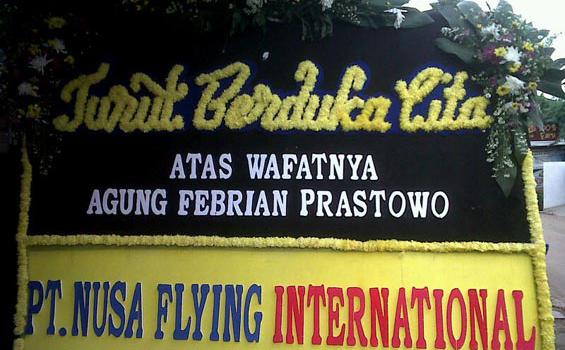 Turut Berduka Cita
ATAS WAFATNYA
AGUNG FEBRIAN PRASTOWO
PT. NUSA FLYING INTERNATIONAL